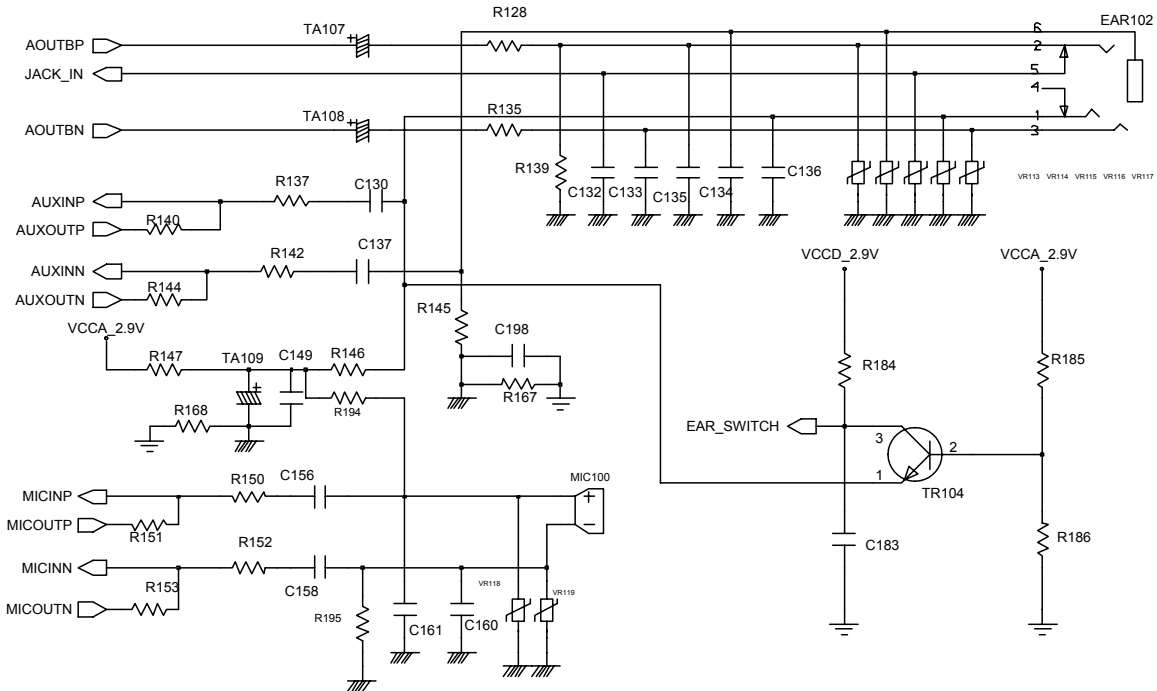 R128
TA107
+
EAR102
6
AOUTBP
2
JACK_IN
5
4
R135
TA108
+
1
AOUTBN
3
R139
C132 C133 C135 C134 C136
VR113 VR114 VR115 VR116 VR117
R137 C130
AUXINP
R140
AUXOUTP
C137
R142
AUXINN
R144
AUXOUTN
VCCD_2.9V VCCA_2.9V
R145
C198
VCCA_2.9V
R147 TA109 C149 R146
+
R184 R185
R167
R194
R168
EAR_SWITCH
3
2
1
TR104
C156 MIC100
R150
MICINP
+
MICOUTP
R151
−
R152
C183 R186
MICINN
C158
VR118 VR119
R153
MICOUTN
R195
C161 C160